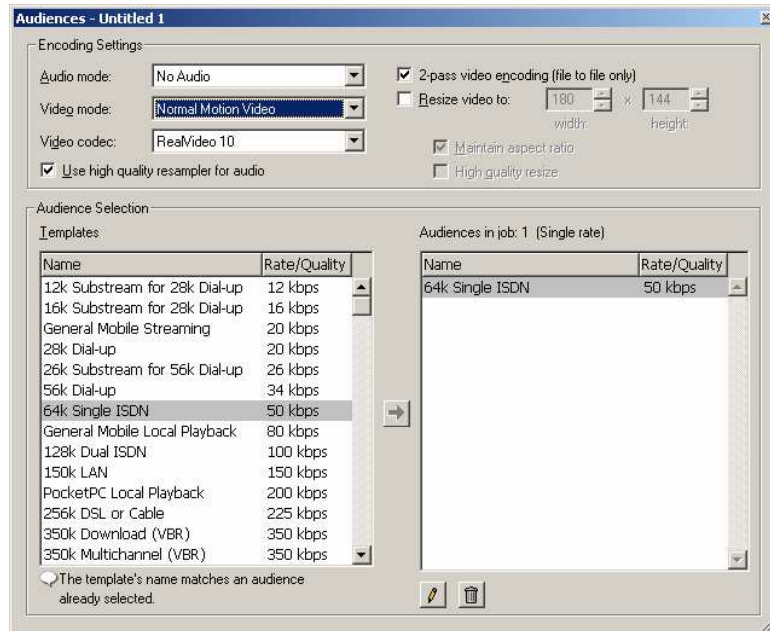 Audiences - Untitled 1
Encoding Settings
Audio mode: No Audio
Video mode: Normal Motion Video
Video codec: RealVideo 10
Use high quality resampler for audio
2-pass video encoding (file to file only)
Resize video to: 180 x 144
width: height:
Maintain aspect ratio
High quality resize
Audience Selection
Templates
Name Rate/Quality
12k Substream for 28k Dial-up 12 kbps
16k Substream for 28k Dial-up 16 kbps
General Mobile Streaming 20 kbps
28k Dial-up 20 kbps
26k Substream for 56k Dial-up 26 kbps
56k Dial-up 34 kbps
64k Single ISDN 50 kbps
General Mobile Local Playback 80 kbps
128k Dual ISDN 100 kbps
150k LAN 150 kbps
PocketPC Local Playback 200 kbps
256k DSL or Cable 225 kbps
350k Download (VBR) 350 kbps
350k Multichannel (VBR) 350 kbps
The template's name matches an audience
already selected.
Audiences in job: 1 (Single rate)
Name Rate/Quality
64k Single ISDN 50 kbps